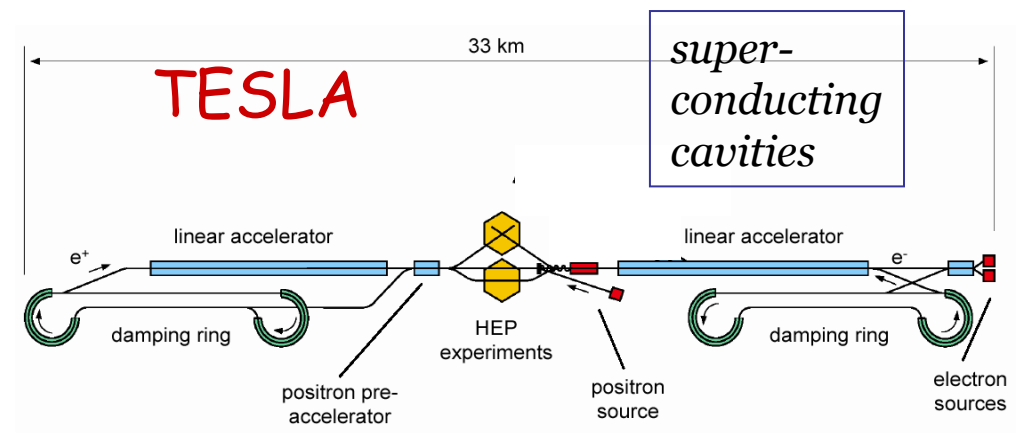 33 km
TESLA
super-
conducting
cavities
linear accelerator
linear accelerator
e+
e-
damping ring
HEP
experiments
damping ring
positron pre-
accelerator
positron
source
electron
sources